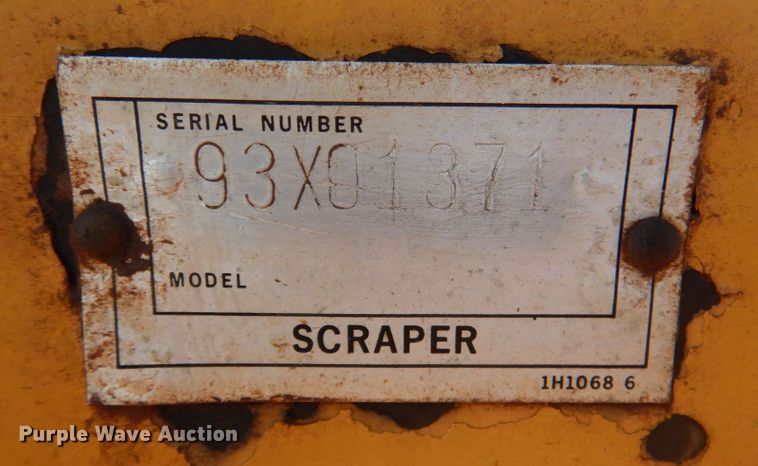 SERIAL NUMBER
93X01371
MODEL
SCRAPER
1H1068 6
Purple Wave Auction